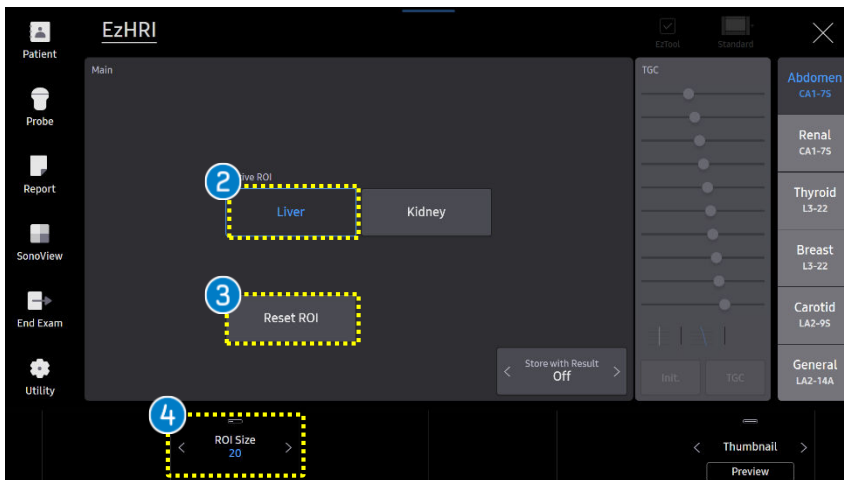 EzHRI
EzTool
Standard
Patient
Probe
Report
SonoView
End Exam
Utility
Main
2
ive ROI
Liver
Kidney
3
Reset ROI
Store with Result
Off
TGC
Init.
TGC
Abdomen
CA1-7S
Renal
CA1-7S
Thyroid
L3-22
Breast
L3-22
Carotid
LA2-9S
General
LA2-14A
4
ROI Size
20
Thumbnail
Preview